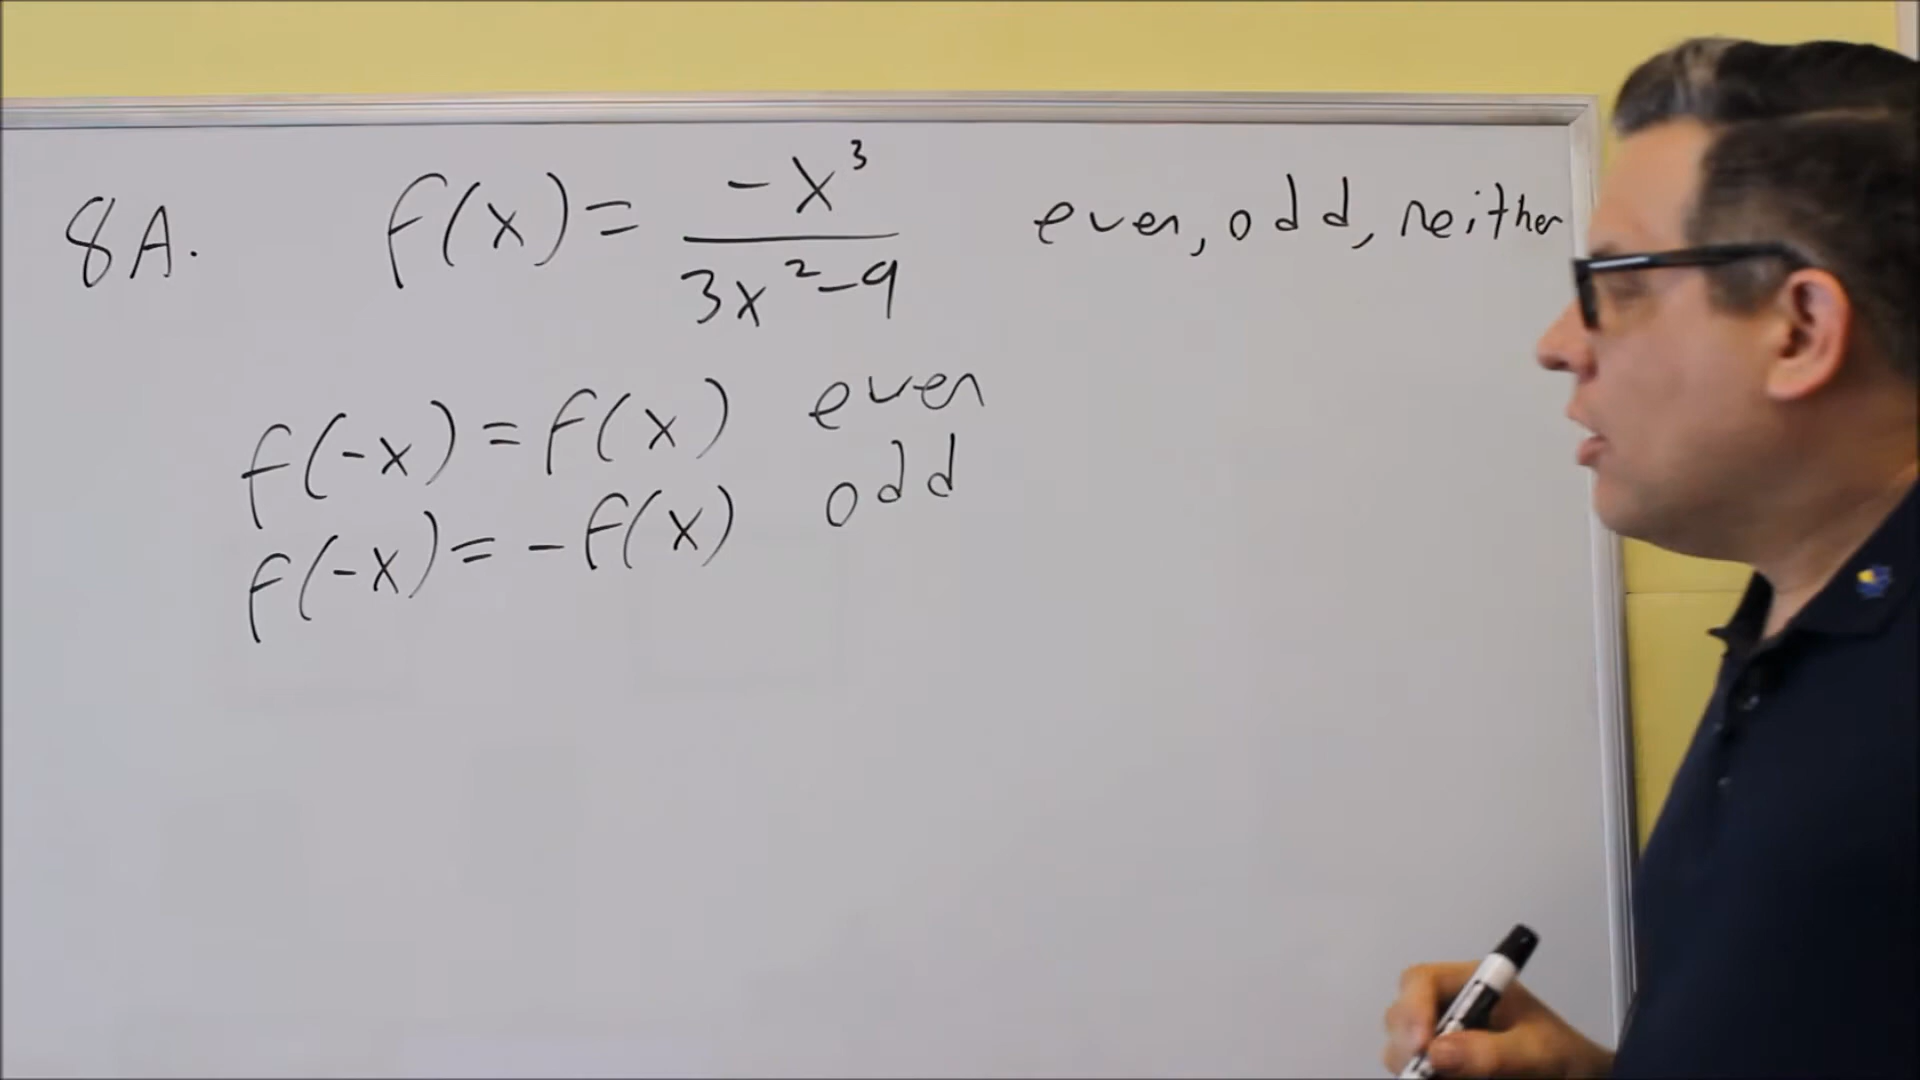 8A. f(x) = -x³ / 3x² - 9 even, odd, neither
f(-x) = f(x) even
f(-x) = -f(x) odd